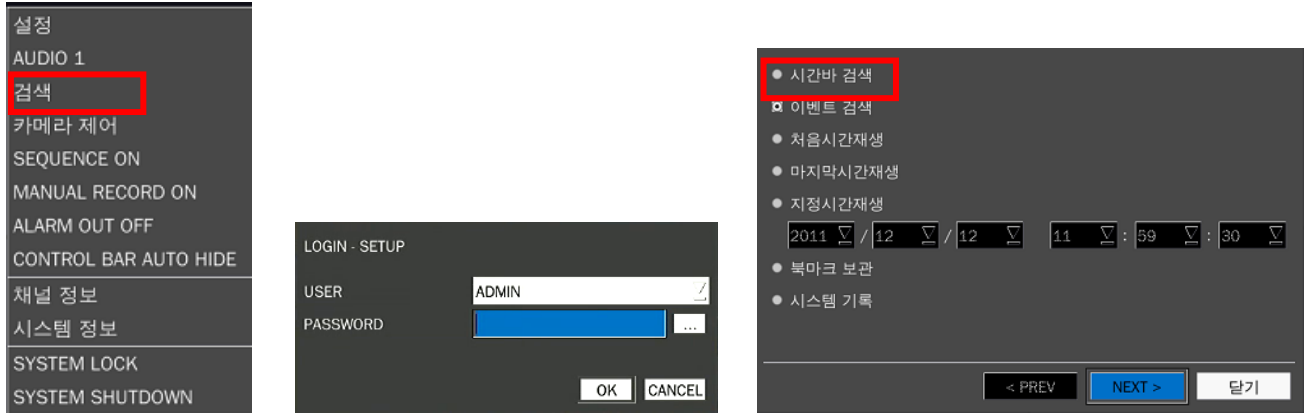 설정
AUDIO 1
검색
카메라 제어
SEQUENCE ON
MANUAL RECORD ON
ALARM OUT OFF
CONTROL BAR AUTO HIDE
채널 정보
시스템 정보
SYSTEM LOCK
SYSTEM SHUTDOWN
LOGIN - SETUP
USER ADMIN
PASSWORD ...
OK CANCEL
시간바 검색
이벤트 검색
처음시간재생
마지막시간재생
지정시간재생
2011 / 12 / 12 11 : 59 : 30
북마크 보관
시스템 기록
< PREV NEXT > 닫기